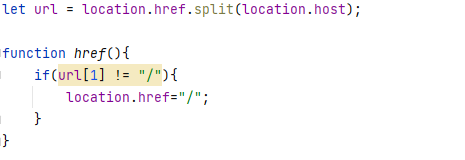 let url = location.href.split(location.host);
function href(){
if(url[1] != "/"){
location.href="/";
}
}